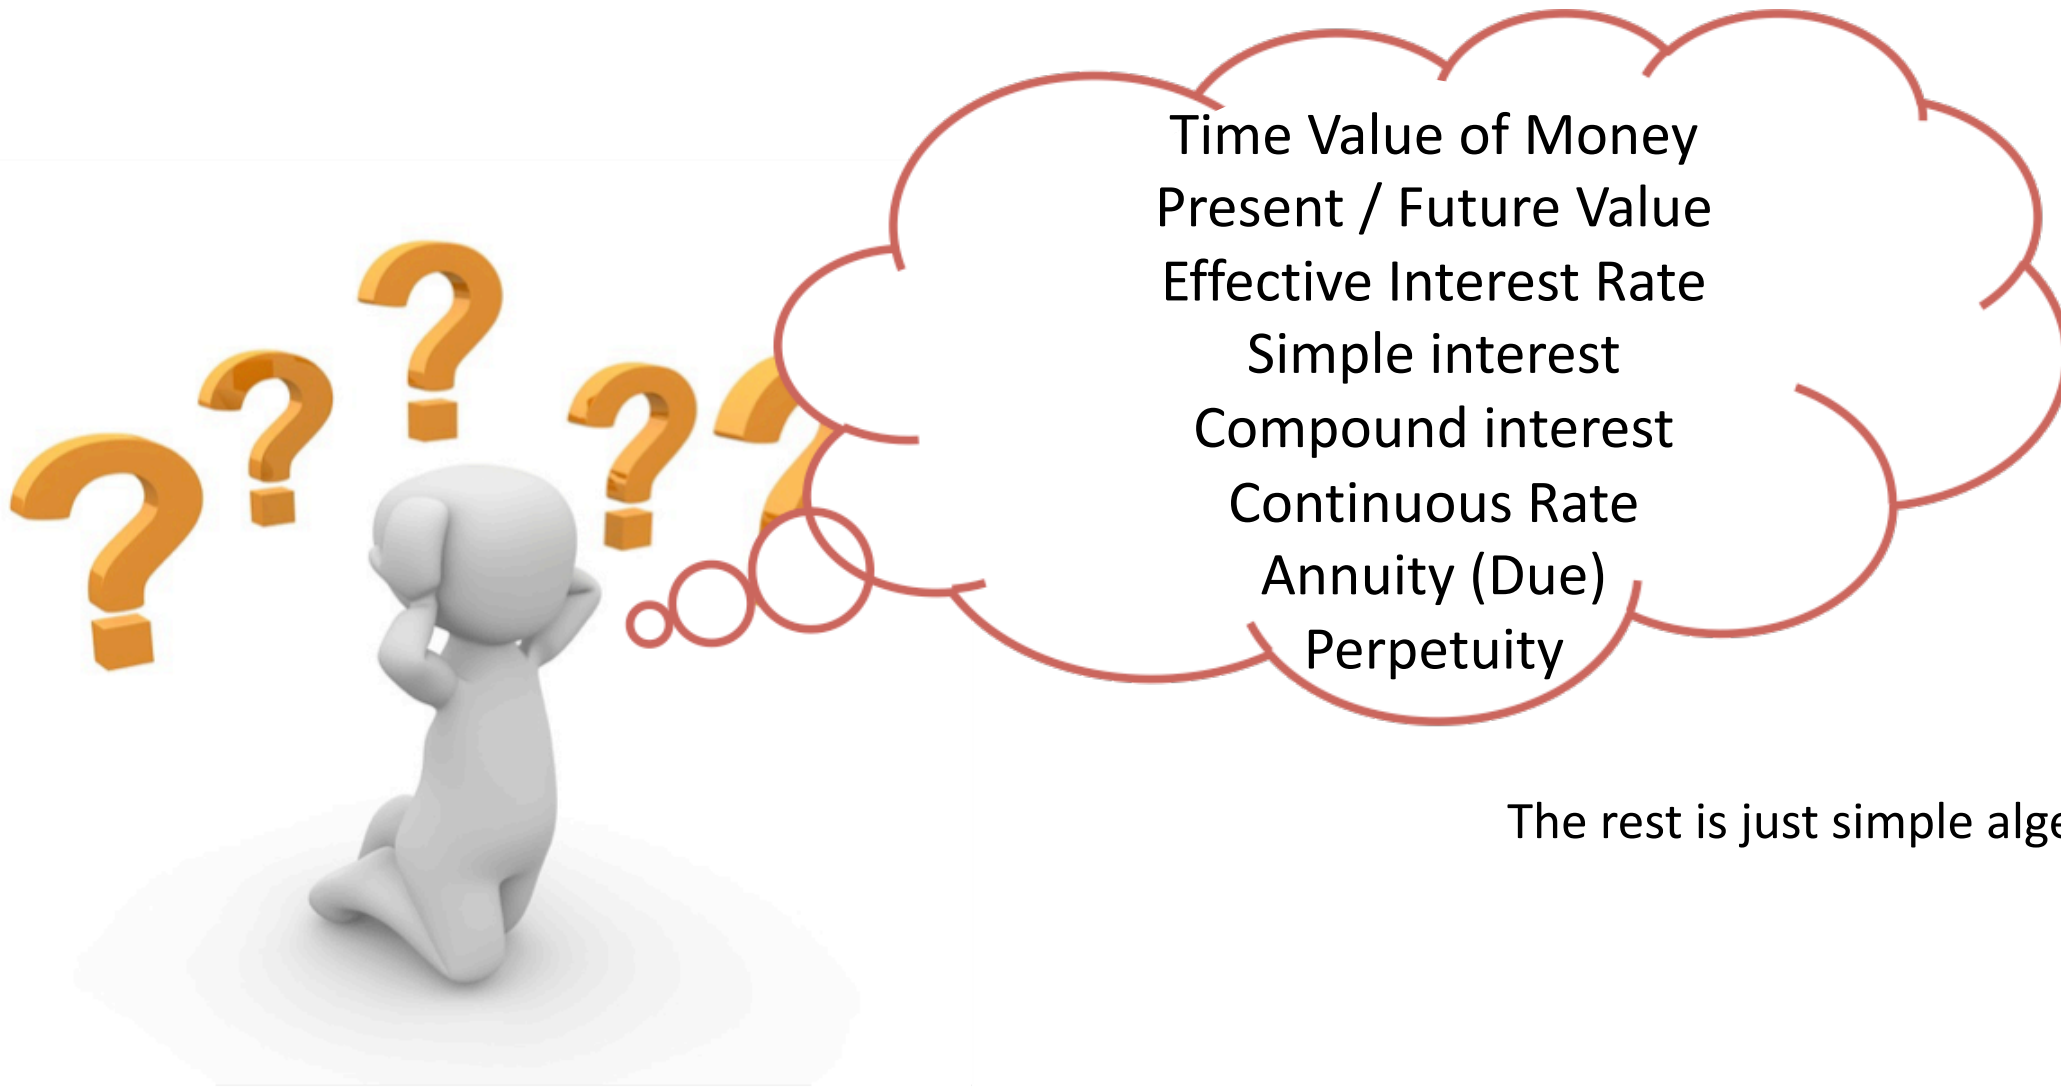 Time Value of Money
Present / Future Value
Effective Interest Rate
Simple interest
Compound interest
Continuous Rate
Annuity (Due)
Perpetuity
The rest is just simple alge